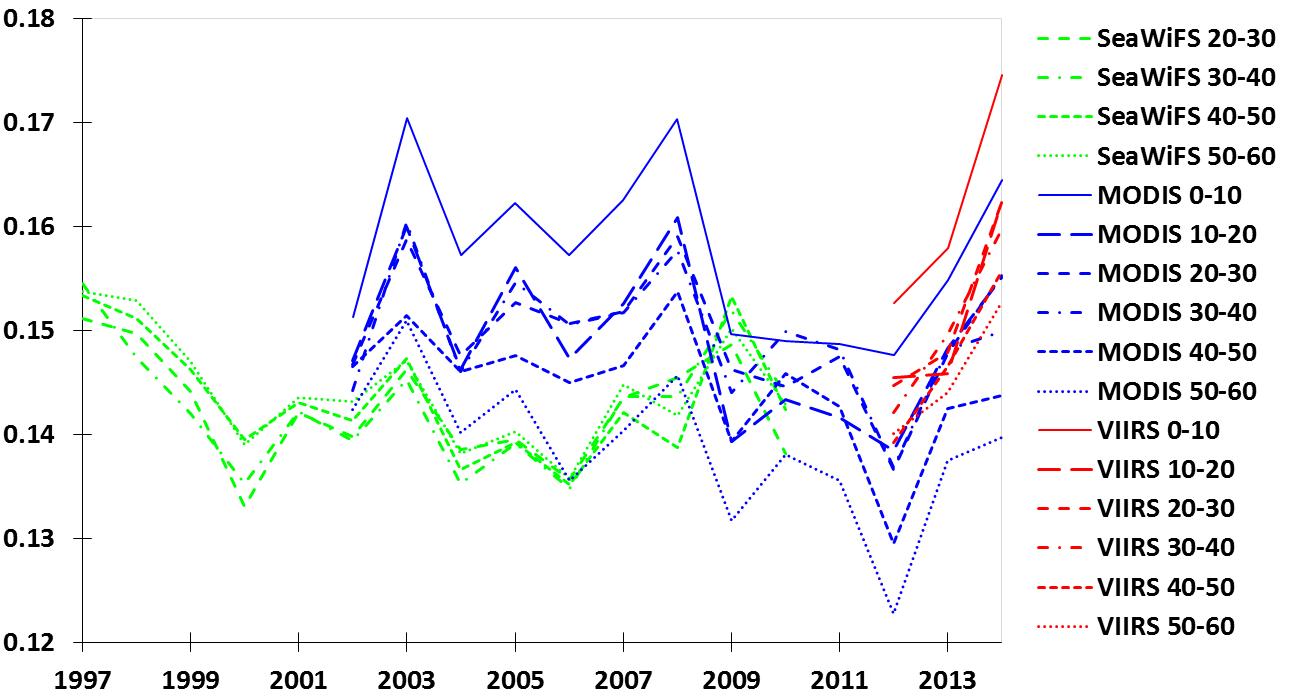 0.18
0.17
0.16
0.15
0.14
0.13
0.12
1997 1999 2001 2003 2005 2007 2009 2011 2013
SeaWiFS 20-30
SeaWiFS 30-40
SeaWiFS 40-50
SeaWiFS 50-60
MODIS 0-10
MODIS 10-20
MODIS 20-30
MODIS 30-40
MODIS 40-50
MODIS 50-60
VIIRS 0-10
VIIRS 10-20
VIIRS 20-30
VIIRS 30-40
VIIRS 40-50
VIIRS 50-60